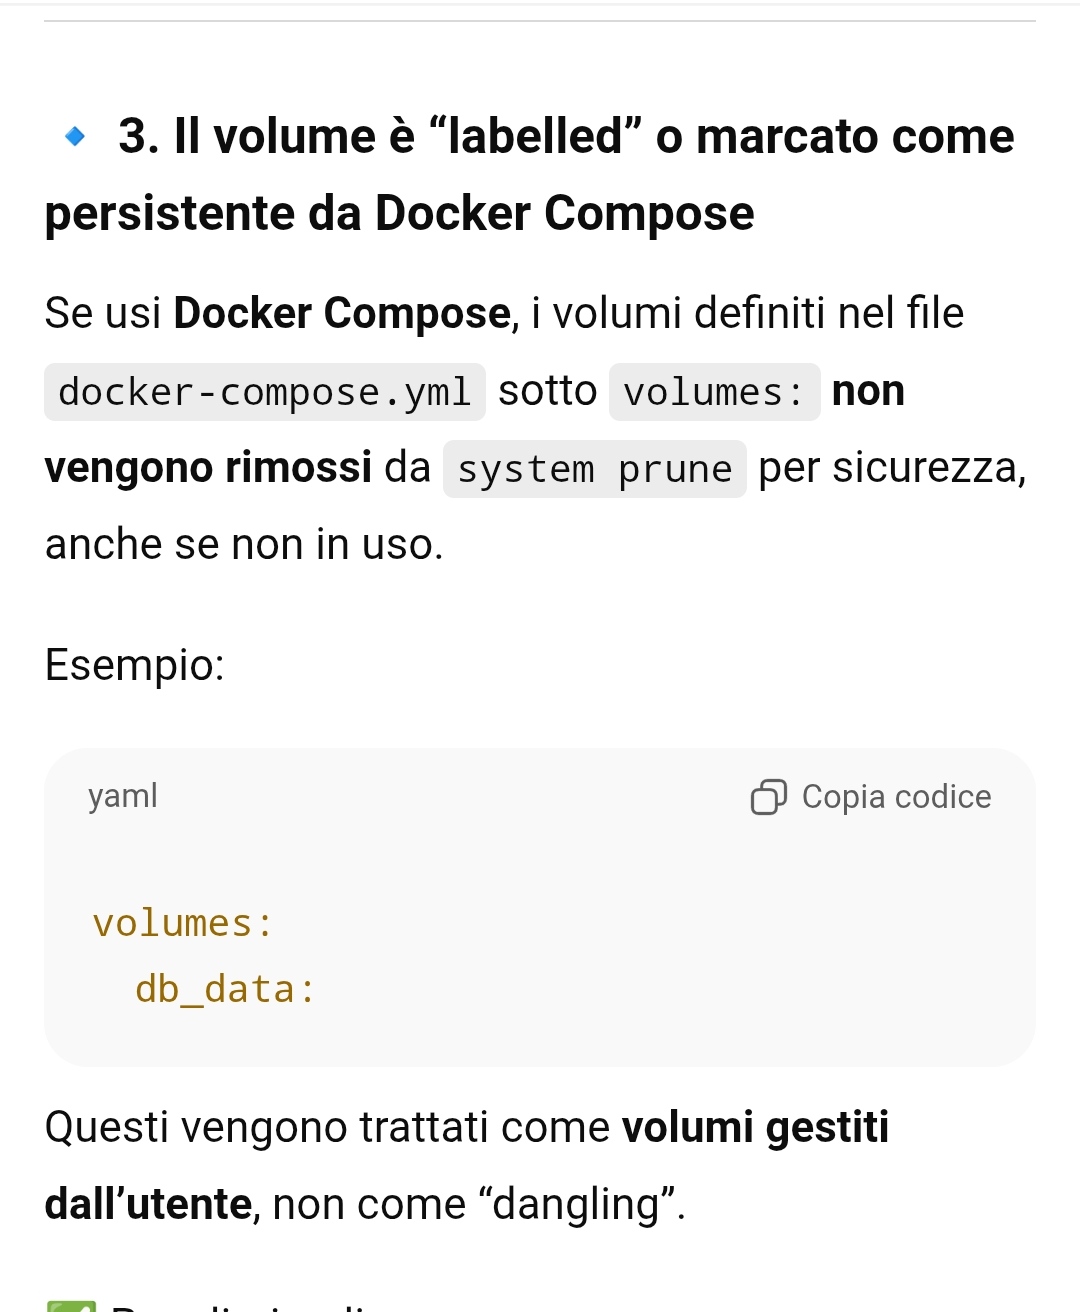 3. Il volume è “labelled” o marcato come
persistente da Docker Compose
Se usi Docker Compose, i volumi definiti nel file
docker-compose.yml sotto volumes: non
vengono rimossi da system prune per sicurezza,
anche se non in uso.
Esempio:
yaml
Copia codice
volumes:
  db_data:
Questi vengono trattati come volumi gestiti
dall’utente, non come “dangling”.